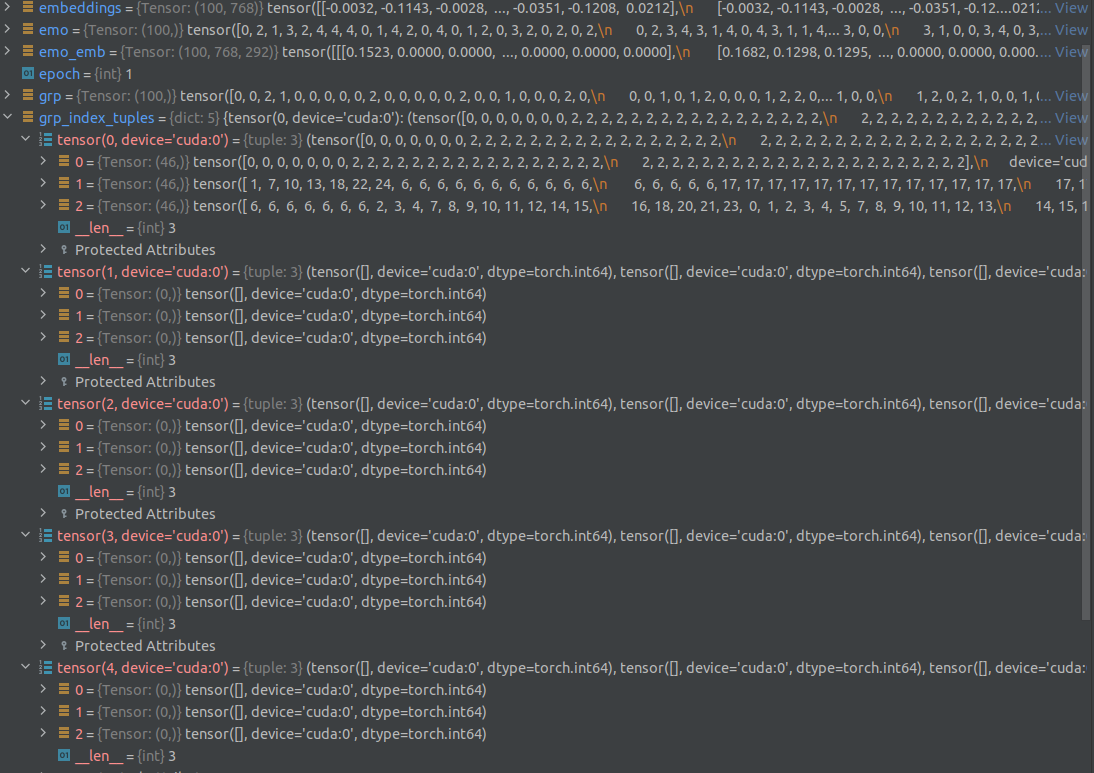 embeddings = {Tensor: (100, 768)} tensor([[-0.0032, -0.1143, -0.0028, ..., -0.0351, -0.1208, 0.0212],\n [-0.0032, -0.1143, -0.0028, ..., -0.0351, -0.12....0212... View
emo = {Tensor: (100,)} tensor([0, 2, 1, 3, 2, 4, 4, 4, 0, 1, 4, 2, 0, 4, 0, 1, 2, 0, 3, 2, 0, 2, 0, 2,\n 0, 2, 3, 4, 3, 1, 4, 0, 4, 3, 1, 1, 4,... 3, 0, 0,\n 3, 1, 0, 0, 3, 4, 0, 3,... View
emo_emb = {Tensor: (100, 768, 292)} tensor([[[0.1523, 0.0000, 0.0000, ..., 0.0000, 0.0000, 0.0000],\n [0.1682, 0.1298, 0.1295, ..., 0.0000, 0.0000, 0.000... View
01 epoch = {int} 1
grp = {Tensor: (100,)} tensor([0, 0, 2, 1, 0, 0, 0, 0, 0, 2, 0, 0, 0, 0, 0, 2, 0, 0, 1, 0, 0, 0, 2, 0,\n 0, 0, 1, 0, 1, 2, 0, 0, 0, 1, 2, 2, 0,... 1, 0, 0,\n 1, 2, 0, 2, 1, 0, 0, 1, 0... View
grp_index_tuples = {dict: 5} {tensor(0, device='cuda:0'): (tensor([0, 0, 0, 0, 0, 0, 0, 2, 2, 2, 2, 2, 2, 2, 2, 2, 2, 2, 2, 2, 2, 2, 2, 2,\n 2, 2, 2, 2, 2, 2, 2, 2, 2, 2, 2, 2,... View
tensor(0, device='cuda:0') = {tuple: 3} (tensor([0, 0, 0, 0, 0, 0, 0, 2, 2, 2, 2, 2, 2, 2, 2, 2, 2, 2, 2, 2, 2, 2, 2, 2,\n 2, 2, 2, 2, 2, 2, 2, 2, 2, 2, 2, 2, 2, 2, 2, 2, 2, 2, 2... View
0 = {Tensor: (46,)} tensor([0, 0, 0, 0, 0, 0, 0, 2, 2, 2, 2, 2, 2, 2, 2, 2, 2, 2, 2, 2, 2, 2, 2, 2,\n 2, 2, 2, 2, 2, 2, 2, 2, 2, 2, 2, 2, 2, 2, 2, 2, 2, 2, 2, 2, 2, 2],\n device='cud
1 = {Tensor: (46,)} tensor([ 1, 7, 10, 13, 18, 22, 24, 6, 6, 6, 6, 6, 6, 6, 6, 6, 6, 6,\n 6, 6, 6, 6, 6, 17, 17, 17, 17, 17, 17, 17, 17, 17, 17, 17, 17,\n 17, 1
2 = {Tensor: (46,)} tensor([ 6, 6, 6, 6, 6, 6, 6, 2, 3, 4, 7, 8, 9, 10, 11, 12, 14, 15,\n 16, 18, 20, 21, 23, 0, 1, 2, 3, 4, 5, 7, 8, 9, 10, 11, 12, 13,\n 14, 15, 1
01 __len__ = {int} 3
Protected Attributes
tensor(1, device='cuda:0') = {tuple: 3} (tensor([], device='cuda:0', dtype=torch.int64), tensor([], device='cuda:0', dtype=torch.int64), tensor([], device='cuda:
0 = {Tensor: (0,)} tensor([], device='cuda:0', dtype=torch.int64)
1 = {Tensor: (0,)} tensor([], device='cuda:0', dtype=torch.int64)
2 = {Tensor: (0,)} tensor([], device='cuda:0', dtype=torch.int64)
01 __len__ = {int} 3
Protected Attributes
tensor(2, device='cuda:0') = {tuple: 3} (tensor([], device='cuda:0', dtype=torch.int64), tensor([], device='cuda:0', dtype=torch.int64), tensor([], device='cuda:
0 = {Tensor: (0,)} tensor([], device='cuda:0', dtype=torch.int64)
1 = {Tensor: (0,)} tensor([], device='cuda:0', dtype=torch.int64)
2 = {Tensor: (0,)} tensor([], device='cuda:0', dtype=torch.int64)
01 __len__ = {int} 3
Protected Attributes
tensor(3, device='cuda:0') = {tuple: 3} (tensor([], device='cuda:0', dtype=torch.int64), tensor([], device='cuda:0', dtype=torch.int64), tensor([], device='cuda:
0 = {Tensor: (0,)} tensor([], device='cuda:0', dtype=torch.int64)
1 = {Tensor: (0,)} tensor([], device='cuda:0', dtype=torch.int64)
2 = {Tensor: (0,)} tensor([], device='cuda:0', dtype=torch.int64)
01 __len__ = {int} 3
Protected Attributes
tensor(4, device='cuda:0') = {tuple: 3} (tensor([], device='cuda:0', dtype=torch.int64), tensor([], device='cuda:0', dtype=torch.int64), tensor([], device='cuda:
0 = {Tensor: (0,)} tensor([], device='cuda:0', dtype=torch.int64)
1 = {Tensor: (0,)} tensor([], device='cuda:0', dtype=torch.int64)
2 = {Tensor: (0,)} tensor([], device='cuda:0', dtype=torch.int64)
01 __len__ = {int} 3